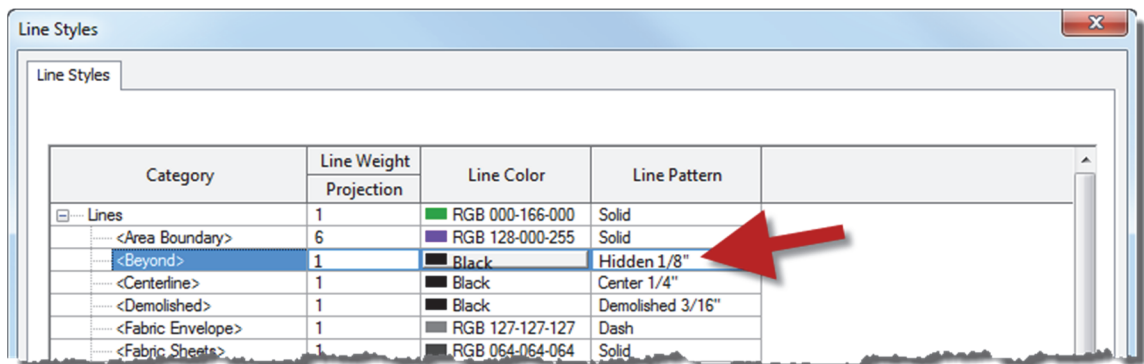 Line Styles
Line Styles
Category Line Weight Line Color Line Pattern
Projection
Lines 1 RGB 000-166-000 Solid
<Area Boundary> 6 RGB 128-000-255 Solid
<Beyond> 1 Black Hidden 1/8"
<Centerline> 1 Black Center 1/4"
<Demolished> 1 Black Demolished 3/16"
<Fabric Envelope> 1 RGB 127-127-127 Dash
<Fabric Sheets> 1 RGB 064-064-064 Solid